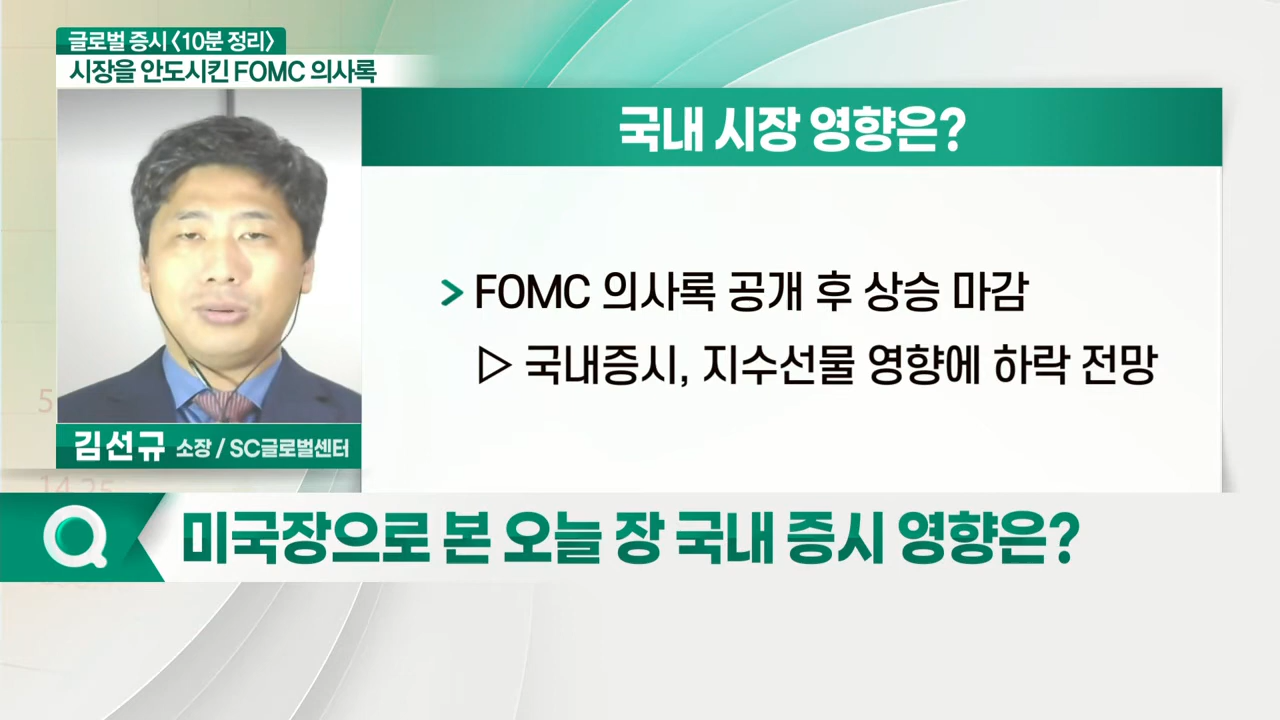 글로벌 증시 <10분 정리>
시장을 안도시킨 FOMC 의사록
국내 시장 영향은?
> FOMC 의사록 공개 후 상승 마감
▷ 국내증시, 지수선물 영향에 하락 전망
김선규 소장 / SC글로벌센터
Q 미국장으로 본 오늘 장 국내 증시 영향은?